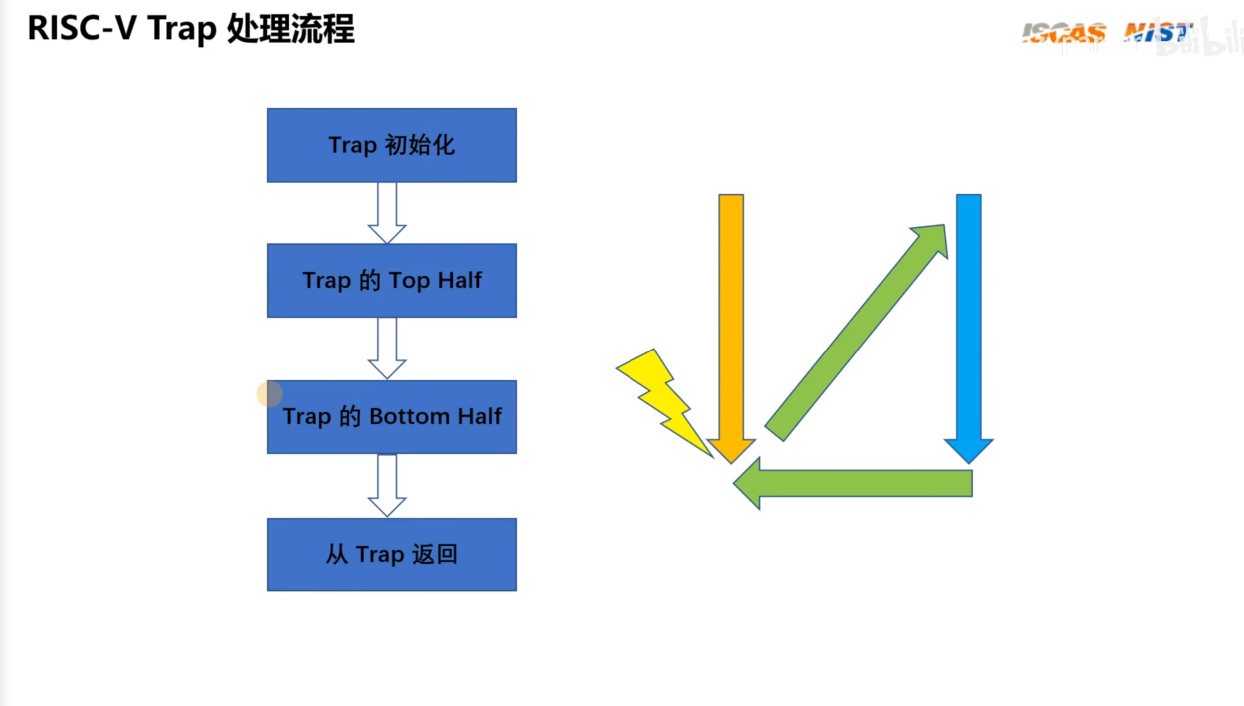 RISC-V Trap 处理流程
ISCAS NIST
bilibili
Trap 初始化
Trap 的 Top Half
Trap 的 Bottom Half
从 Trap 返回